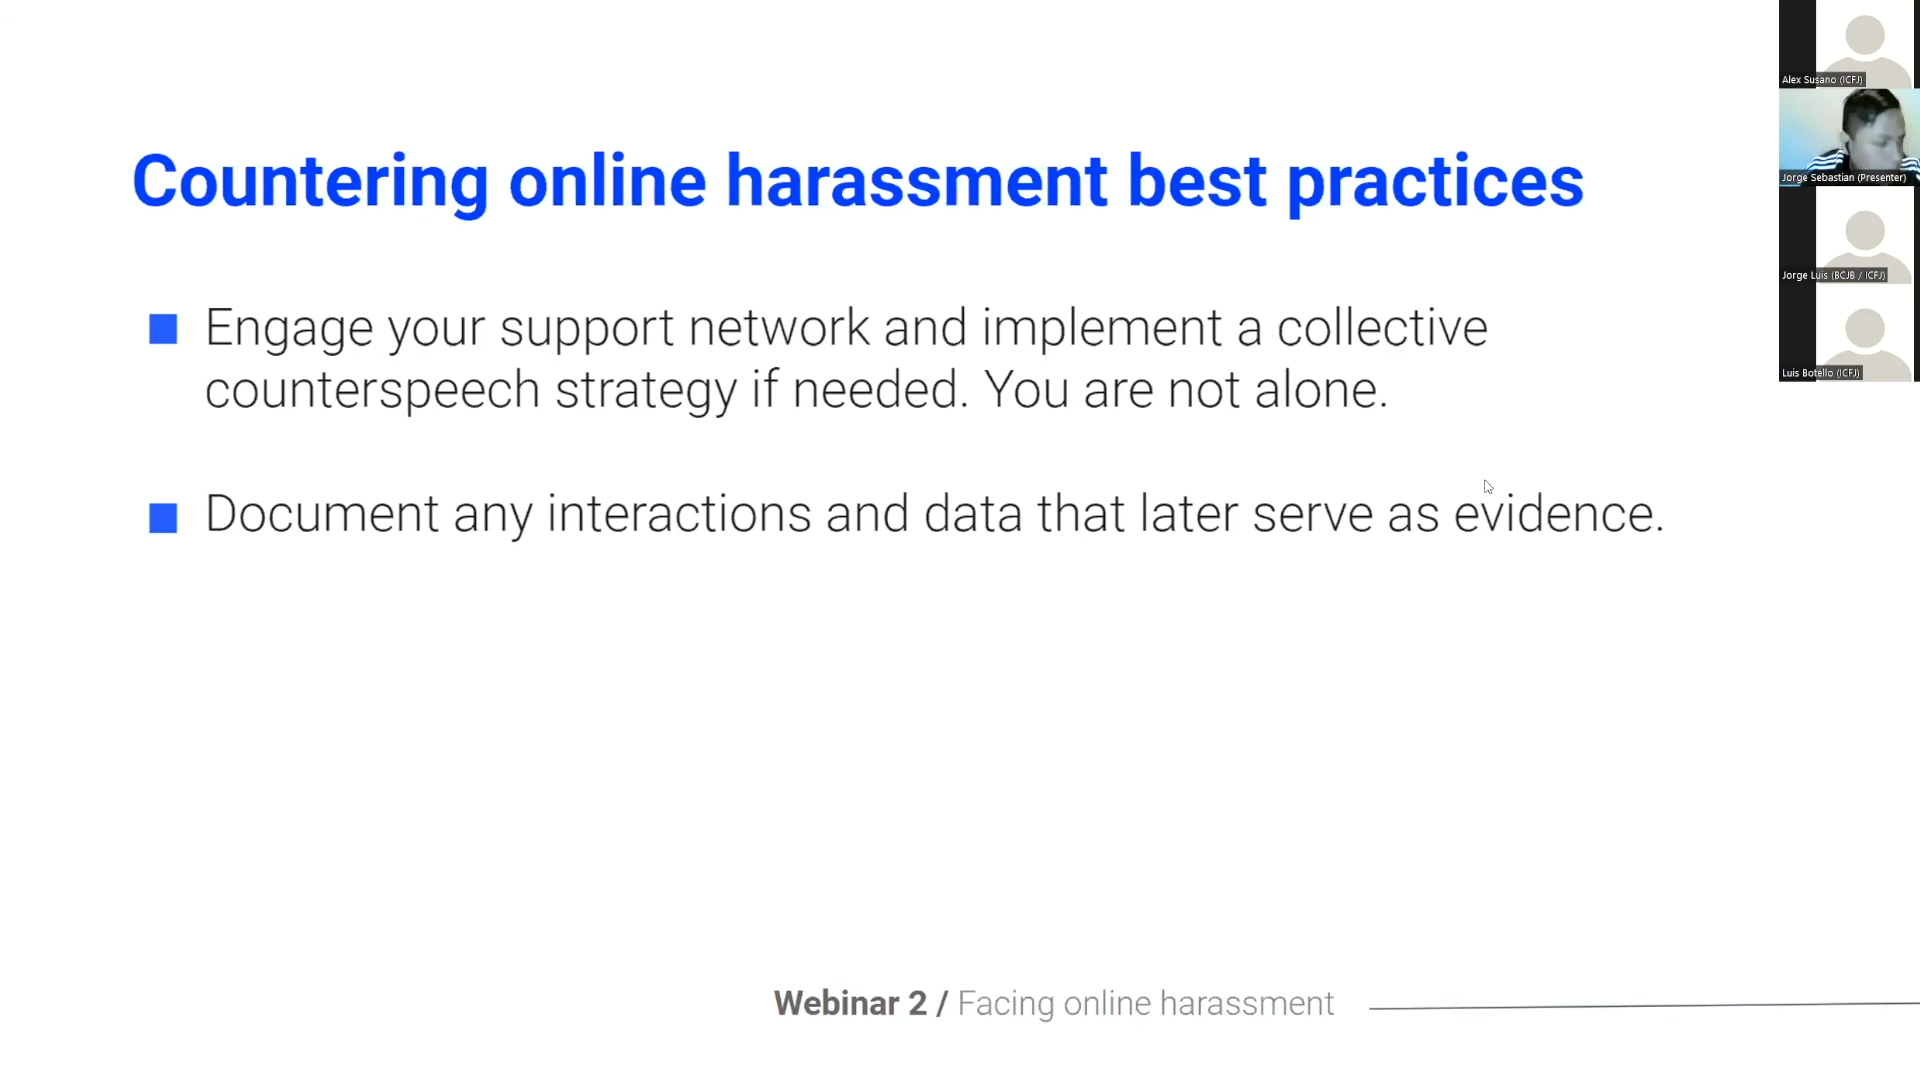 Countering online harassment best practices
Engage your support network and implement a collective
counterspeech strategy if needed. You are not alone.
Document any interactions and data that later serve as evidence.
Webinar 2 / Facing online harassment
Alex Susano (ICFJ)
Jorge Sebastian (Presenter)
Jorge Luis (BCJB / ICFJ)
Luis Botello (ICFJ)